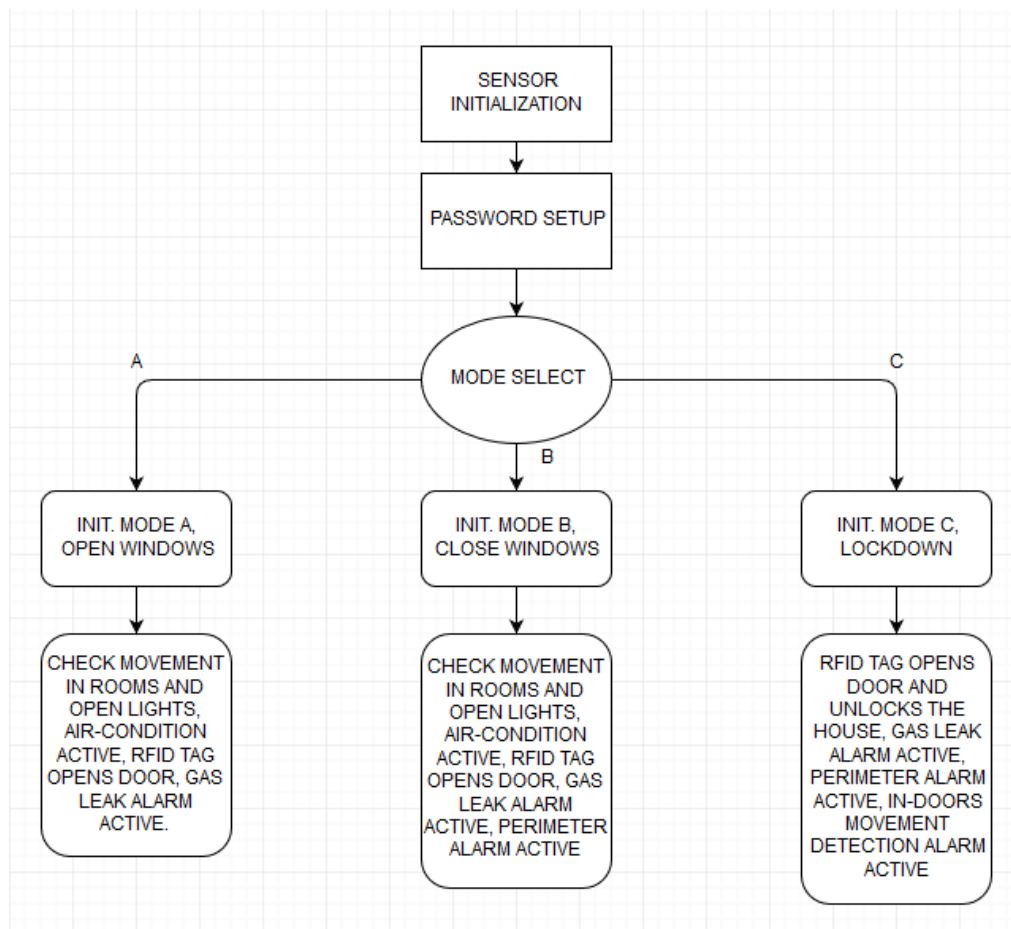 SENSOR
INITIALIZATION
PASSWORD SETUP
MODE SELECT
A
B
C
INIT. MODE A,
OPEN WINDOWS
INIT. MODE B,
CLOSE WINDOWS
INIT. MODE C,
LOCKDOWN
CHECK MOVEMENT
IN ROOMS AND
OPEN LIGHTS,
AIR-CONDITION
ACTIVE, RFID TAG
OPENS DOOR, GAS
LEAK ALARM
ACTIVE.
CHECK MOVEMENT
IN ROOMS AND
OPEN LIGHTS,
AIR-CONDITION
ACTIVE, RFID TAG
OPENS DOOR, GAS
LEAK ALARM
ACTIVE, PERIMETER
ALARM ACTIVE
RFID TAG OPENS
DOOR AND
UNLOCKS THE
HOUSE, GAS LEAK
ALARM ACTIVE,
PERIMETER ALARM
ACTIVE, IN-DOORS
MOVEMENT
DETECTION ALARM
ACTIVE